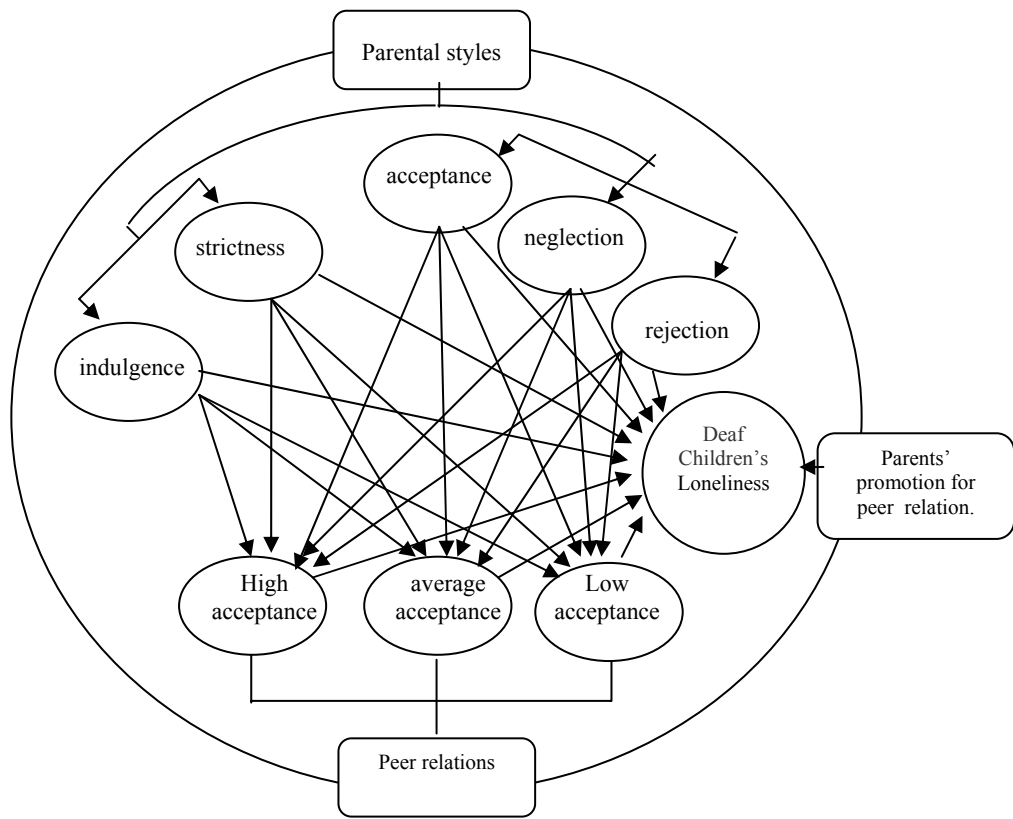 Parental styles
acceptance
neglection
strictness
rejection
indulgence
Deaf
Children's
Loneliness
Parents'
promotion for
peer relation.
High
acceptance
average
acceptance
Low
acceptance
Peer relations